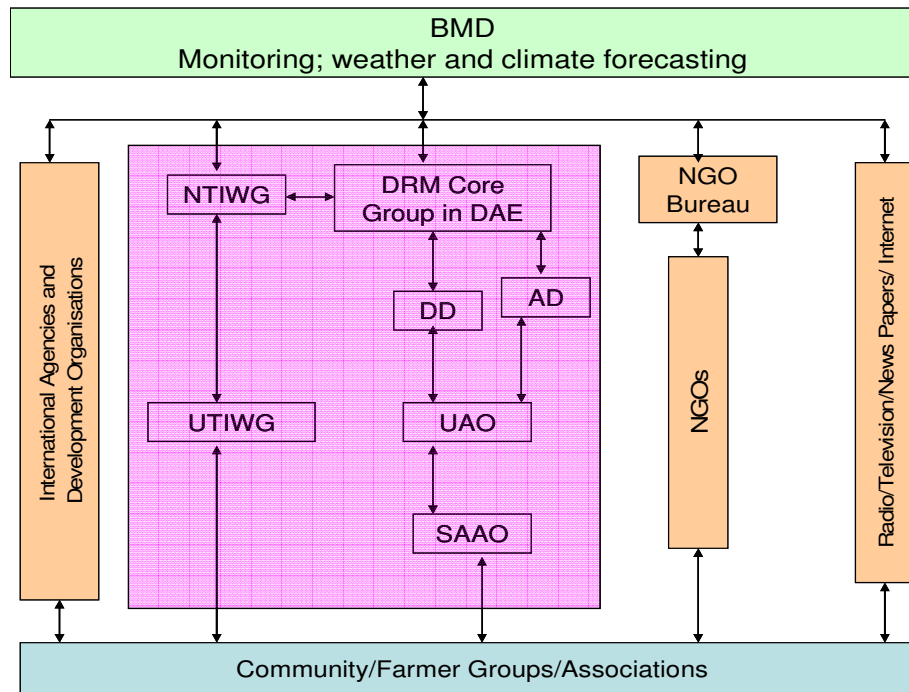 BMD
Monitoring; weather and climate forecasting
NTIWG
DRM Core
Group in DAE
NGO
Bureau
International Agencies and
Development Organisations
DD
AD
NGOs
Radio/Television/News Papers/ Internet
UTIWG
UAO
SAAO
Community/Farmer Groups/Associations